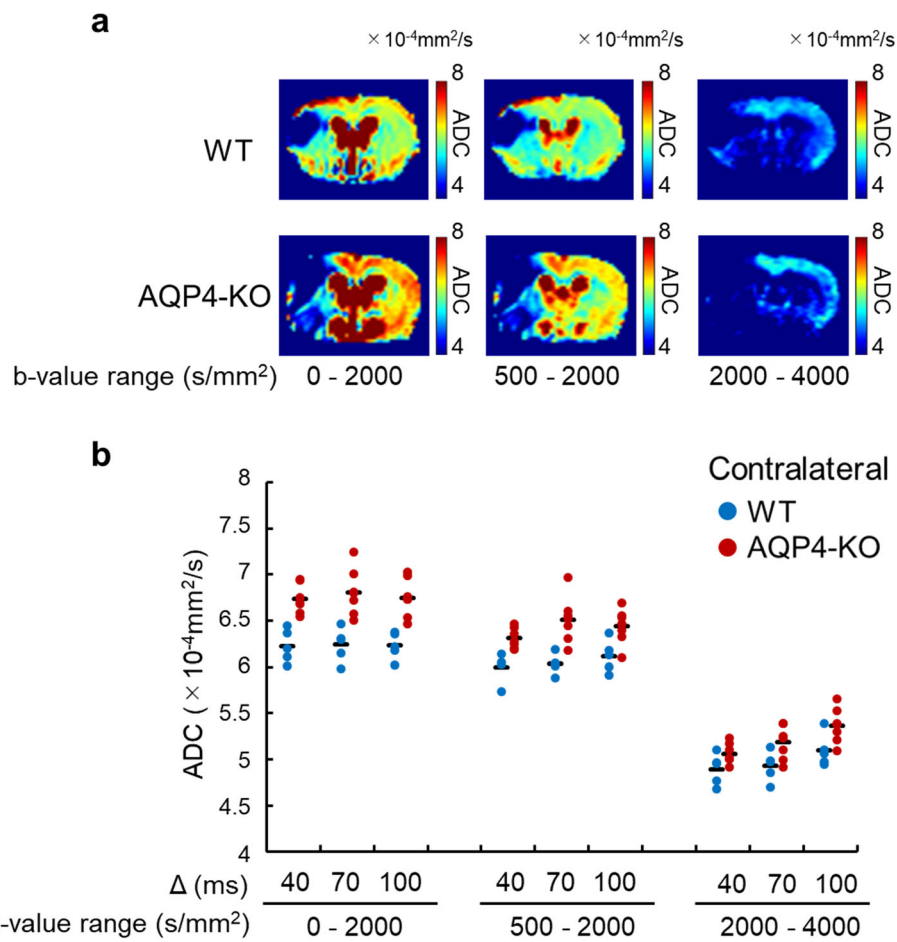 a
× 10-4mm2/s × 10-4mm2/s × 10-4mm2/s
8 8 8
WT ADC ADC ADC
4 4 4
8 8 8
AQP4-KO ADC ADC ADC
4 4 4
b-value range (s/mm2) 0 - 2000 500 - 2000 2000 - 4000
b
Contralateral
WT
AQP4-KO
ADC ( × 10-4mm2/s)
8
7.5
7
6.5
6
5.5
5
4.5
4
Δ (ms) 40 70 100 40 70 100 40 70 100
-value range (s/mm2) 0 - 2000 500 - 2000 2000 - 4000